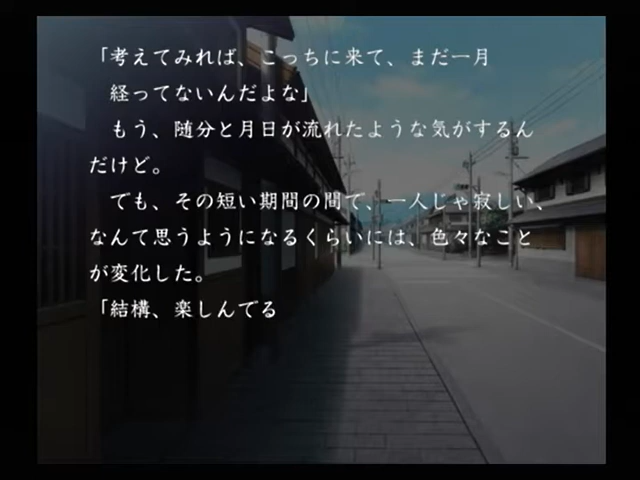 「考えてみれば、こっちに来て、まだ一月
経ってないんだよな」
もう、随分と月日が流れたような気がするん
だけど。
でも、その短い期間の間で、一人じゃ寂しい、
なんて思うようになるくらいには、色々なこと
が変化した。
「結構、楽しんでる